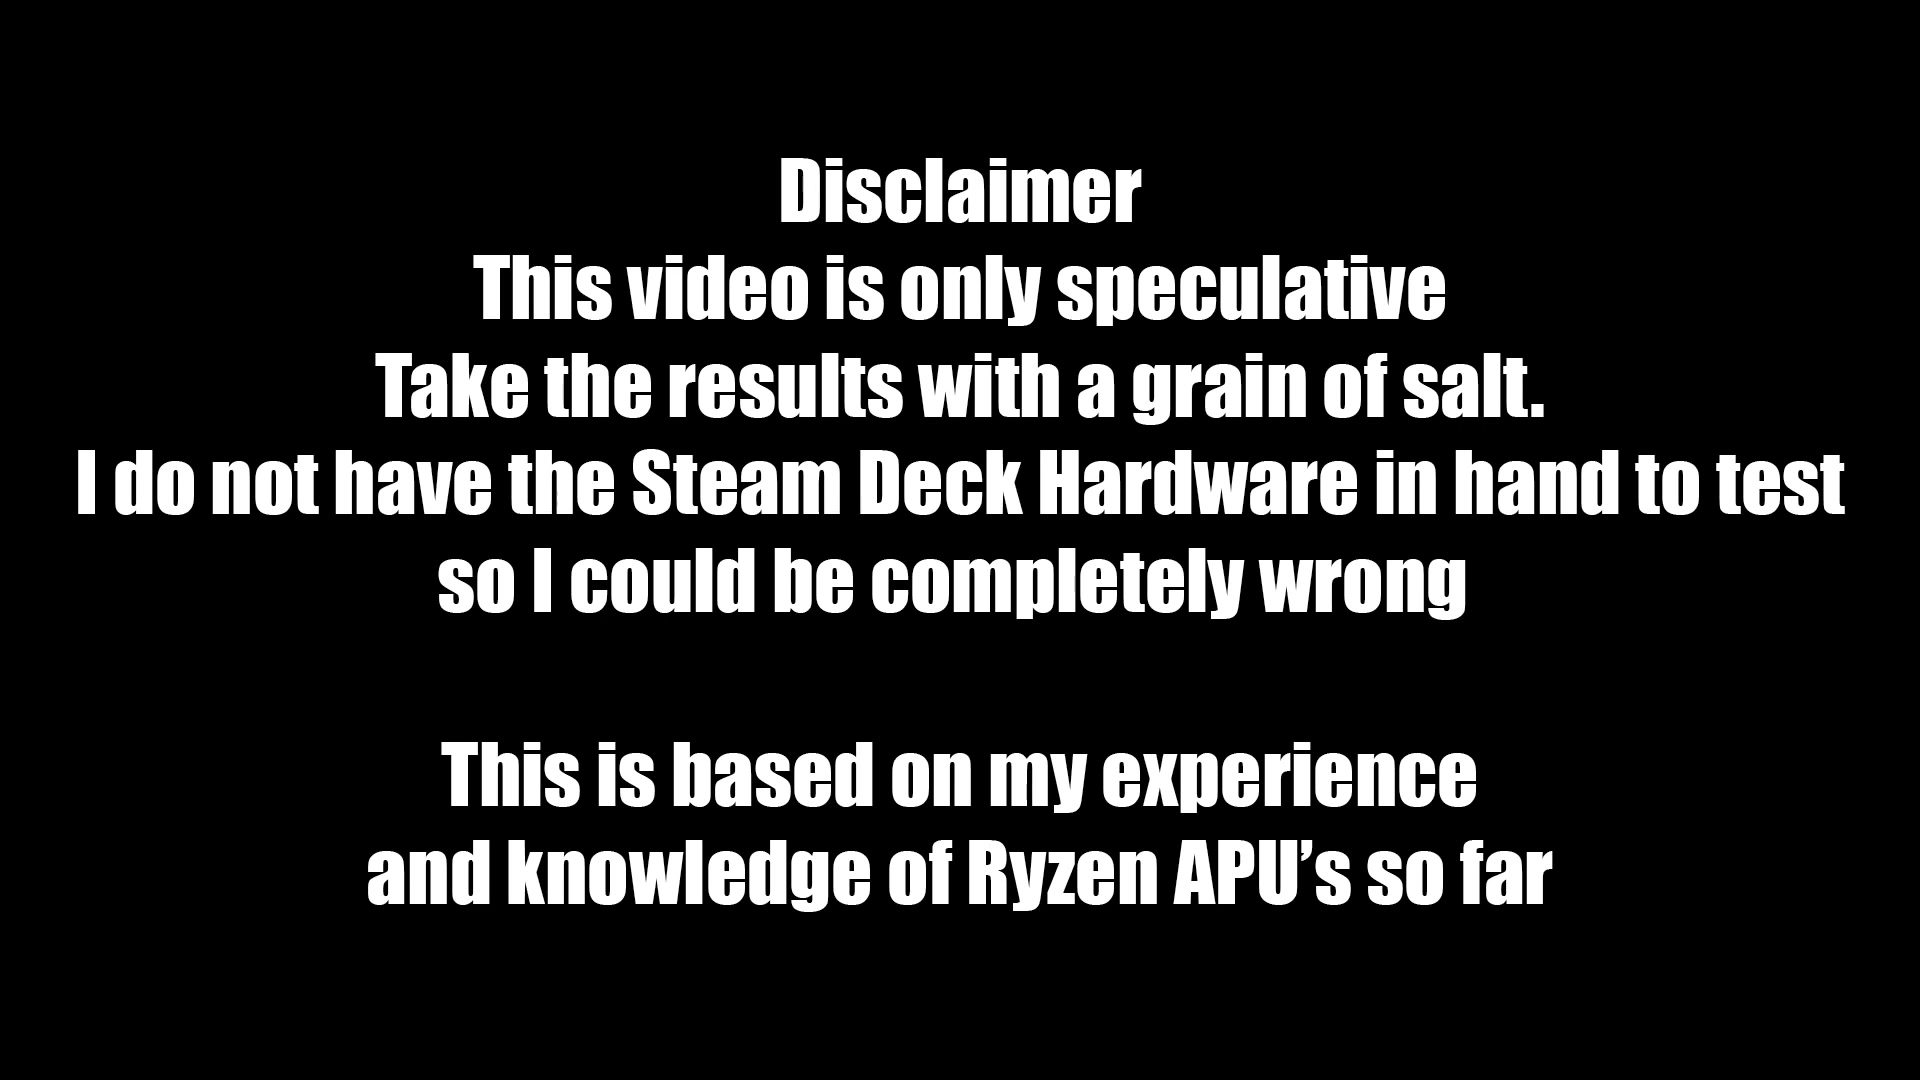 Disclaimer
This video is only speculative
Take the results with a grain of salt.
I do not have the Steam Deck Hardware in hand to test
so I could be completely wrong
This is based on my experience
and knowledge of Ryzen APU’s so far